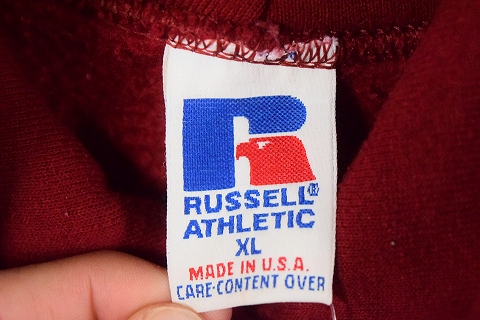 RUSSELL®
ATHLETIC
XL
MADE IN U.S.A.
CARE-CONTENT OVER